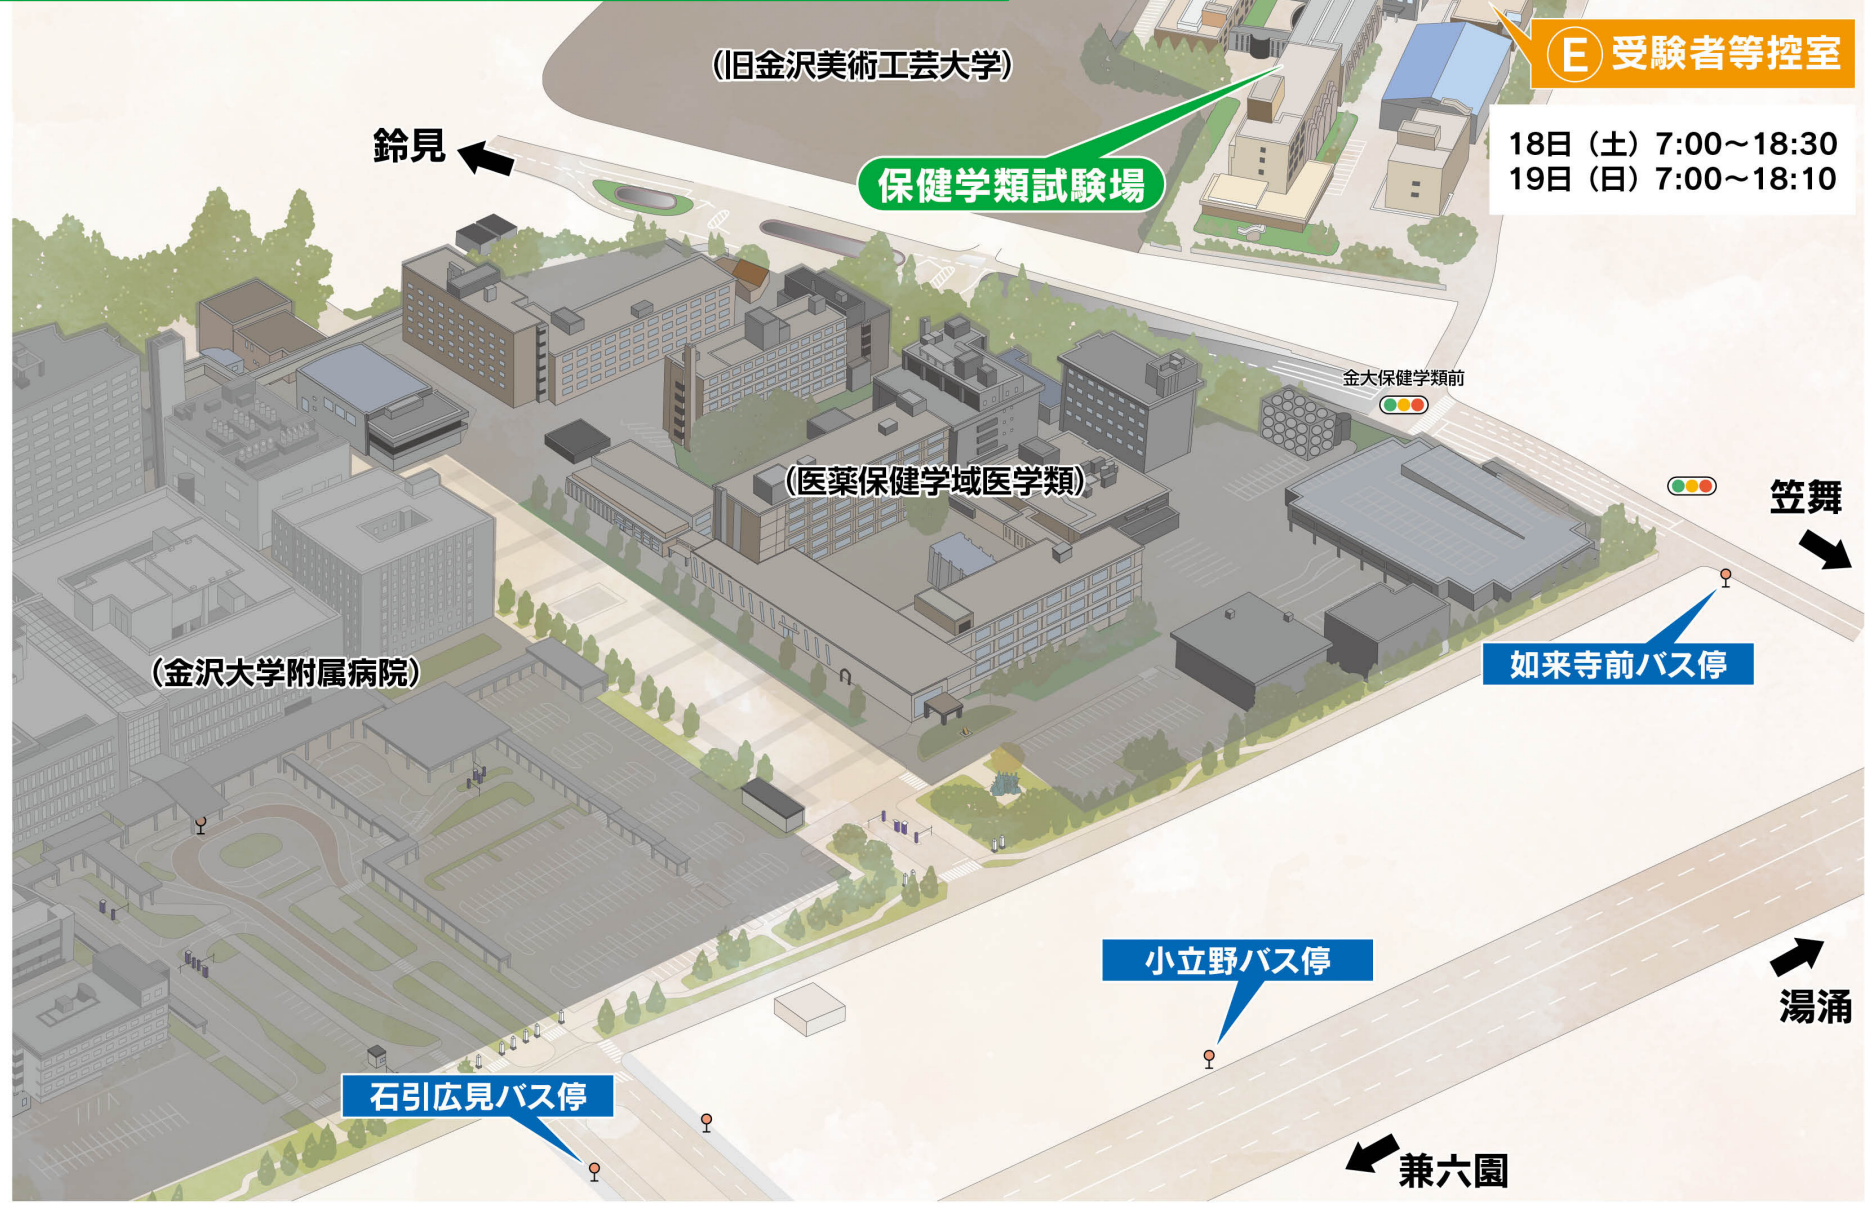 (旧金沢美術工芸大学)
E 受験者等控室
18日（土）7:00～18:30
19日（日）7:00～18:10
鈴見
保健学類試験場
金大保健学類前
(医薬保健学域医学類)
笠舞
(金沢大学附属病院)
如来寺前バス停
小立野バス停
湯涌
石引広見バス停
兼六園